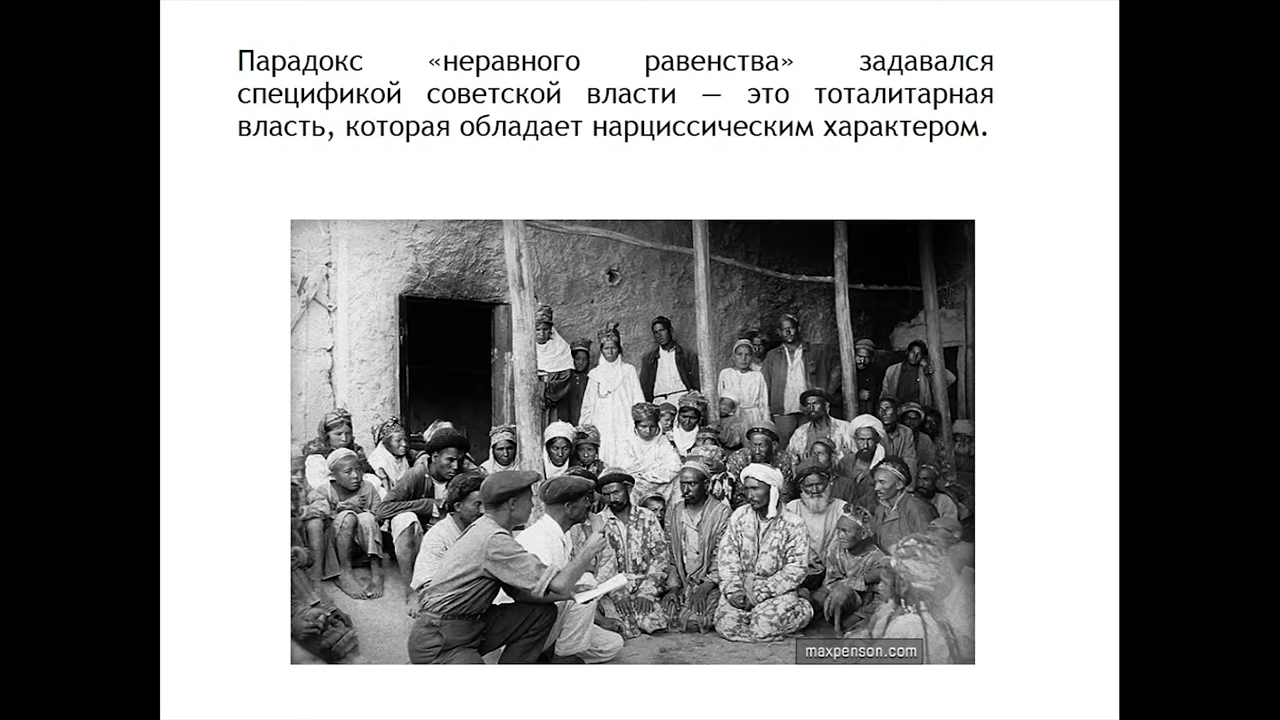 Парадокс «неравного равенства» задавался
спецификой советской власти — это тоталитарная
власть, которая обладает нарциссическим характером.
maxpenson.com